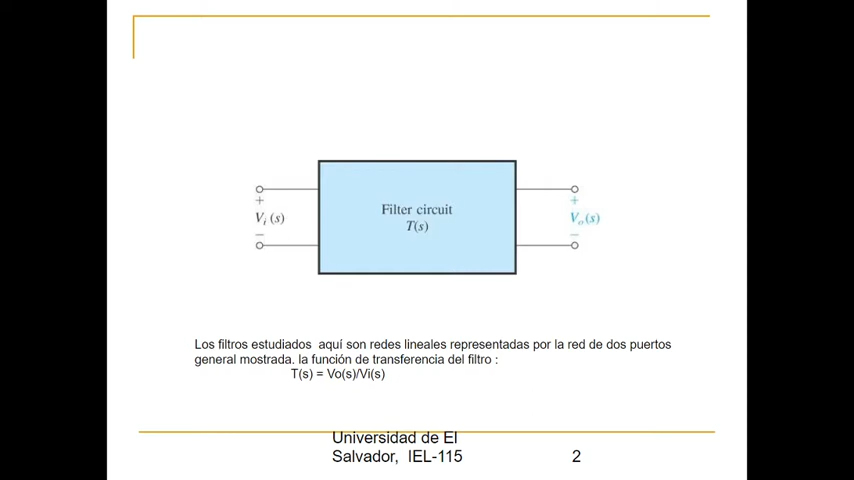 Filter circuit
T(s)
+
Vi (s)
–
+
Vo(s)
–
Los filtros estudiados aquí son redes lineales representadas por la red de dos puertos
general mostrada. la función de transferencia del filtro :
T(s) = Vo(s)/Vi(s)
Universidad de El
Salvador, IEL-115
2